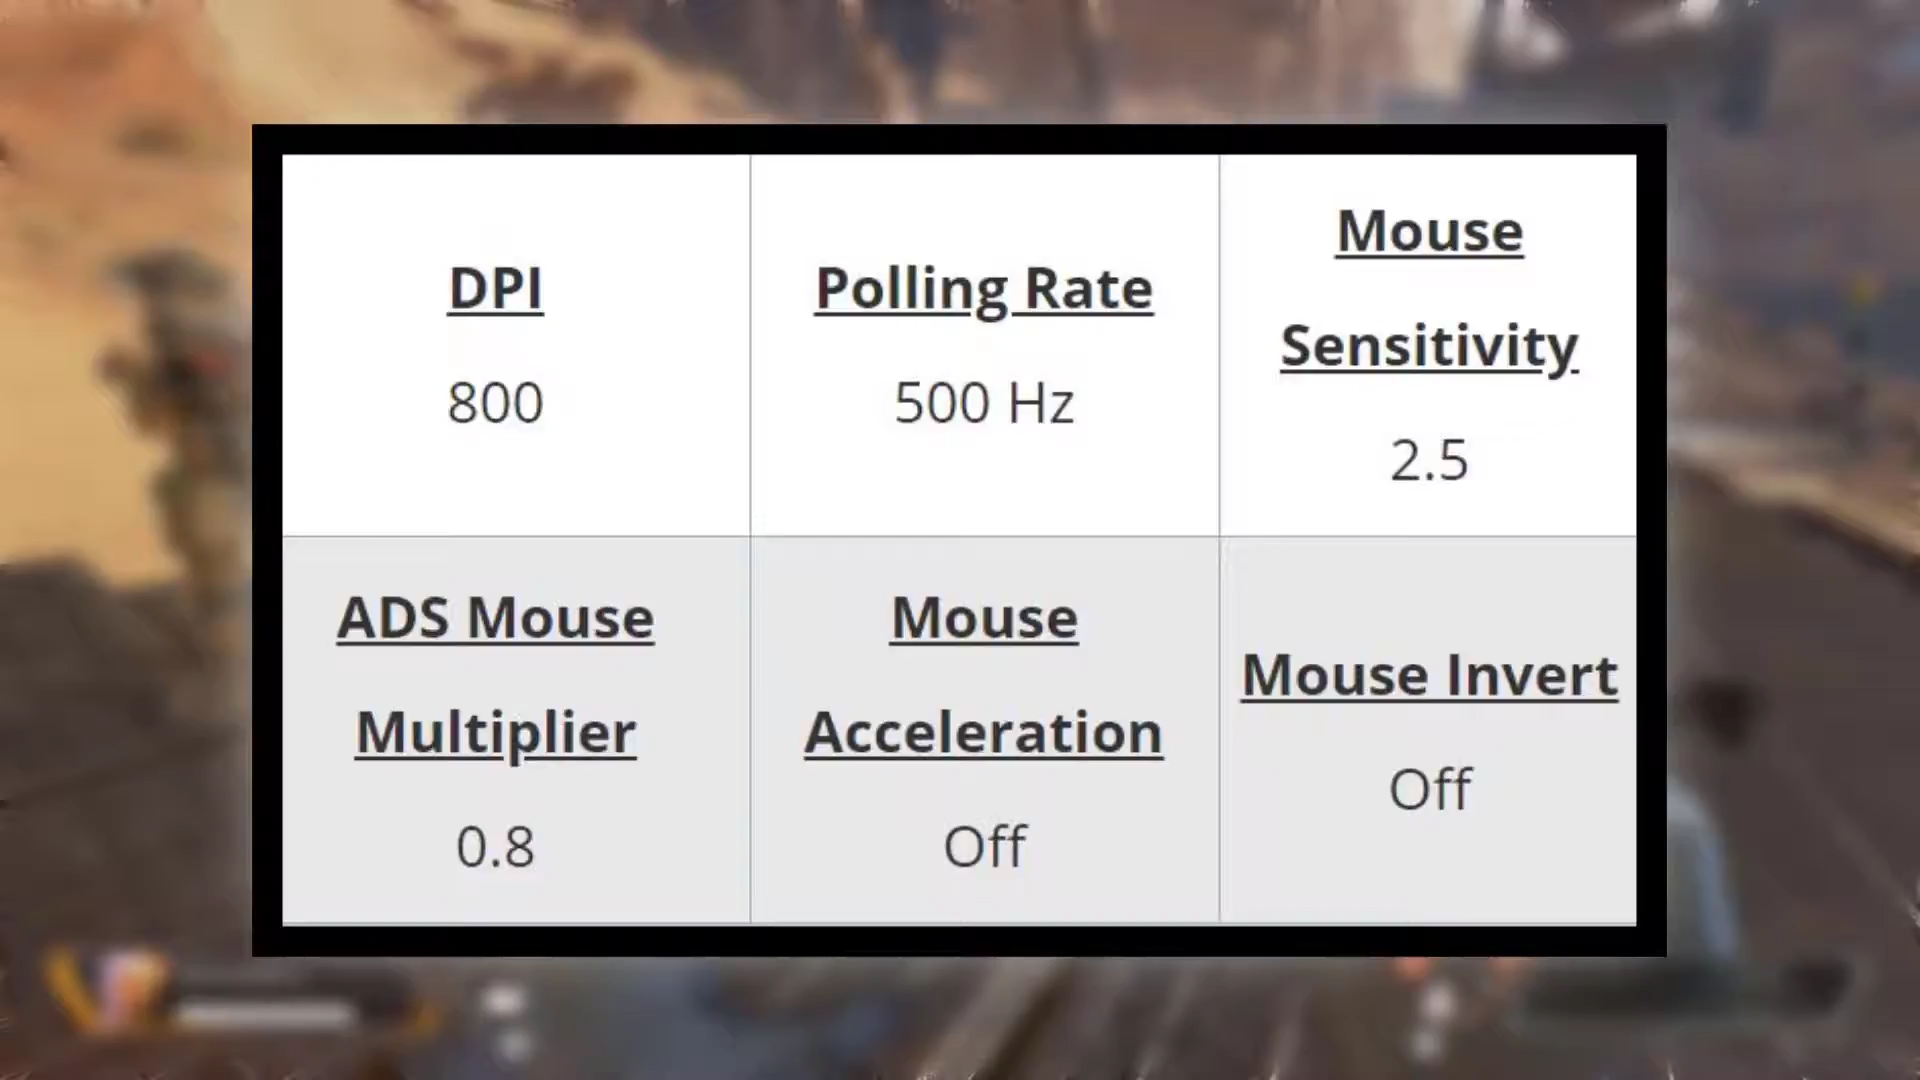 DPI
800
Polling Rate
500 Hz
Mouse
Sensitivity
2.5
ADS Mouse
Multiplier
0.8
Mouse
Acceleration
Off
Mouse Invert
Off